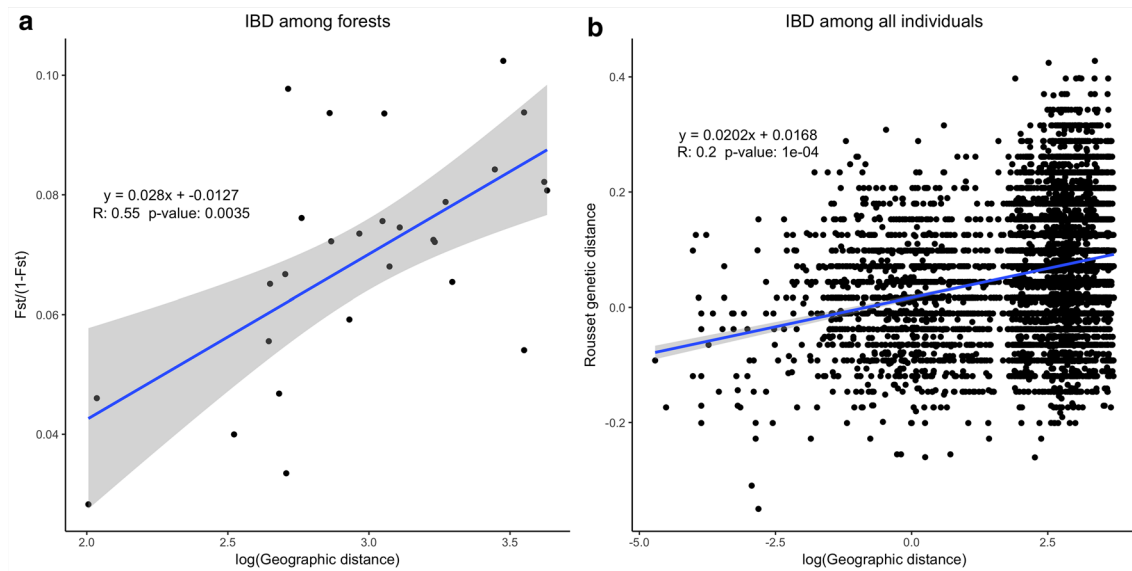 a
IBD among forests
y = 0.028x + -0.0127
R: 0.55 p-value: 0.0035
Fst/(1-Fst)
0.10
0.08
0.06
0.04
2.0 2.5 3.0 3.5
log(Geographic distance)
b
IBD among all individuals
y = 0.0202x + 0.0168
R: 0.2 p-value: 1e-04
Rousset genetic distance
0.4
0.2
0.0
-0.2
-5.0 -2.5 0.0 2.5
log(Geographic distance)